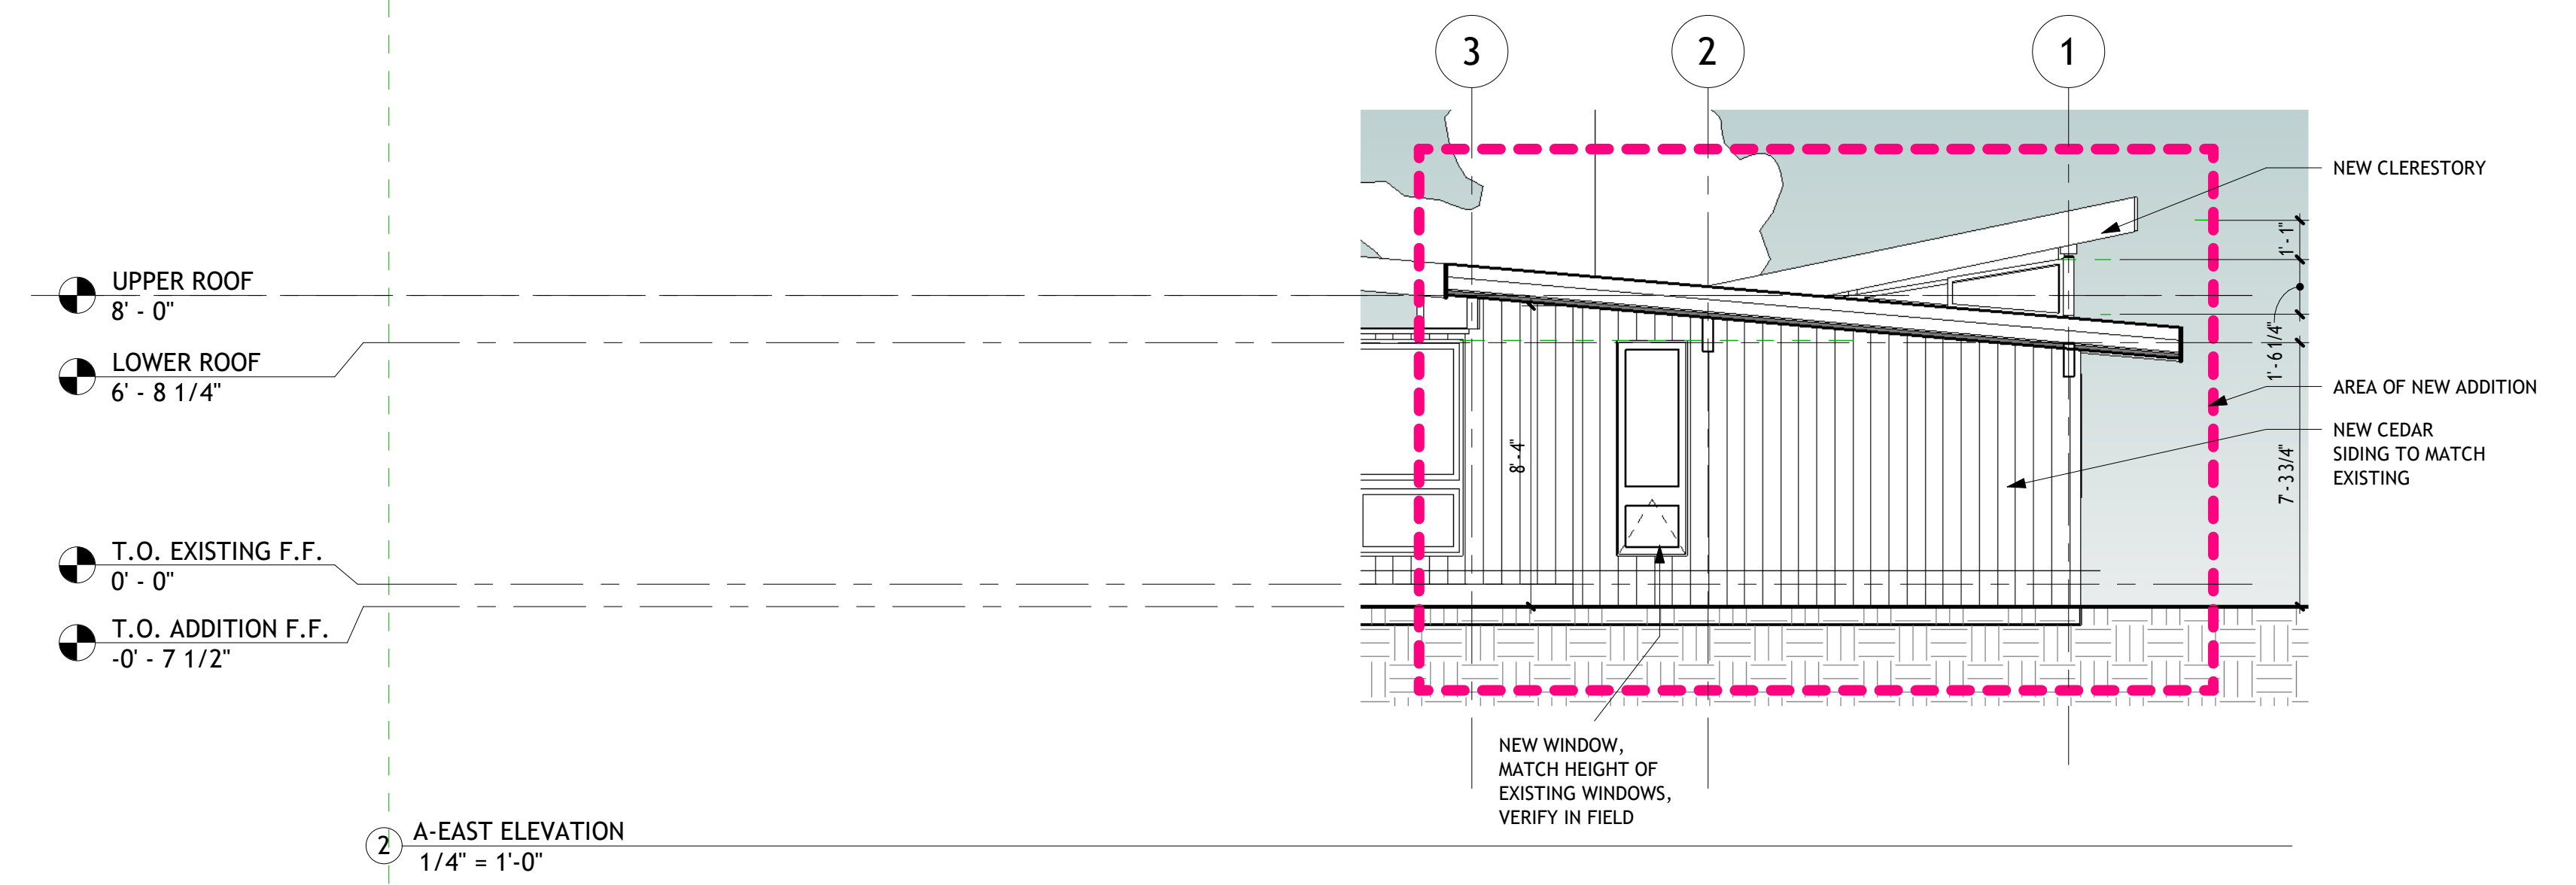 3
2
1
NEW CLERESTORY
1' - 1"
UPPER ROOF
8' - 0"
LOWER ROOF
6' - 8 1/4"
1' - 6 1/4"
AREA OF NEW ADDITION
NEW CEDAR
SIDING TO MATCH
EXISTING
8' - 4"
7' - 3 3/4"
T.O. EXISTING F.F.
0' - 0"
T.O. ADDITION F.F.
-0' - 7 1/2"
NEW WINDOW,
MATCH HEIGHT OF
EXISTING WINDOWS,
VERIFY IN FIELD
2
A-EAST ELEVATION
1/4" = 1'-0"